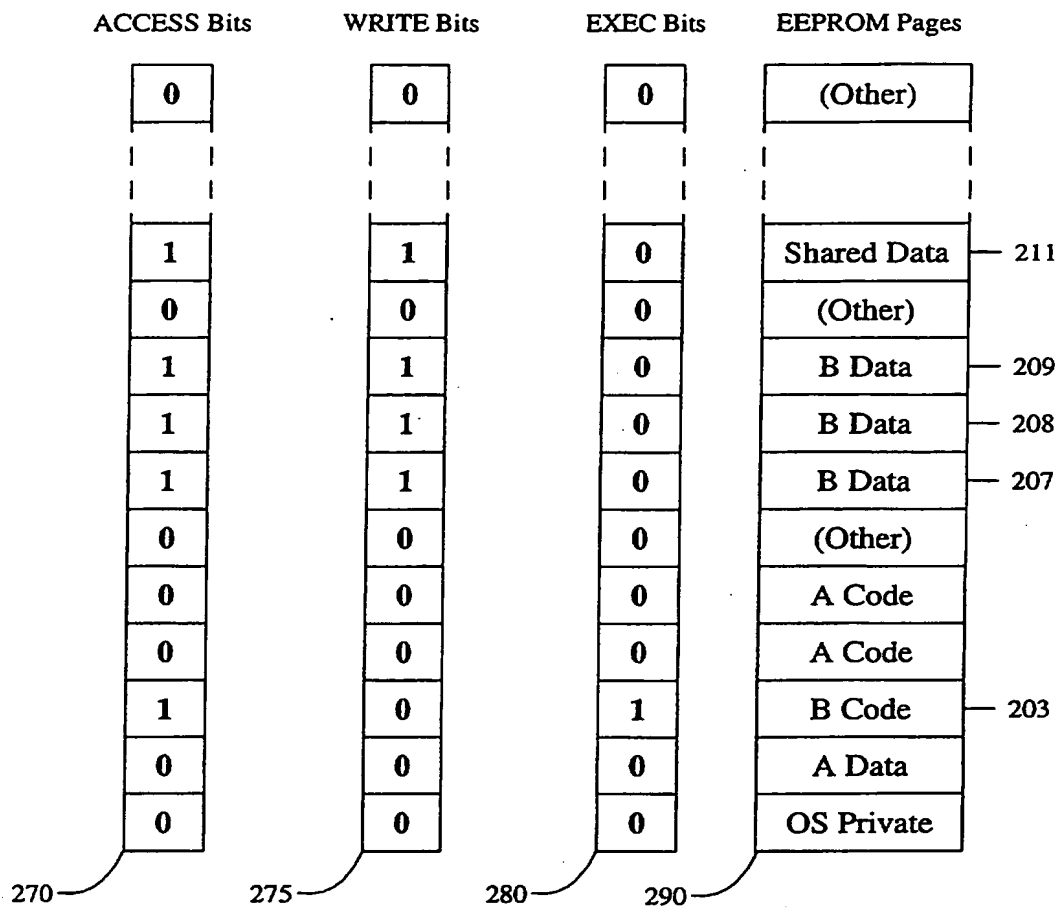 ACCESS Bits WRITE Bits EXEC Bits EEPROM Pages
0 0 0 (Other)
1 1 0 Shared Data 211
0 0 0 (Other)
1 1 0 B Data 209
1 1 0 B Data 208
1 1 0 B Data 207
0 0 0 (Other)
0 0 0 A Code
0 0 0 A Code
1 0 1 B Code 203
0 0 0 A Data
0 0 0 OS Private
270 275 280 290